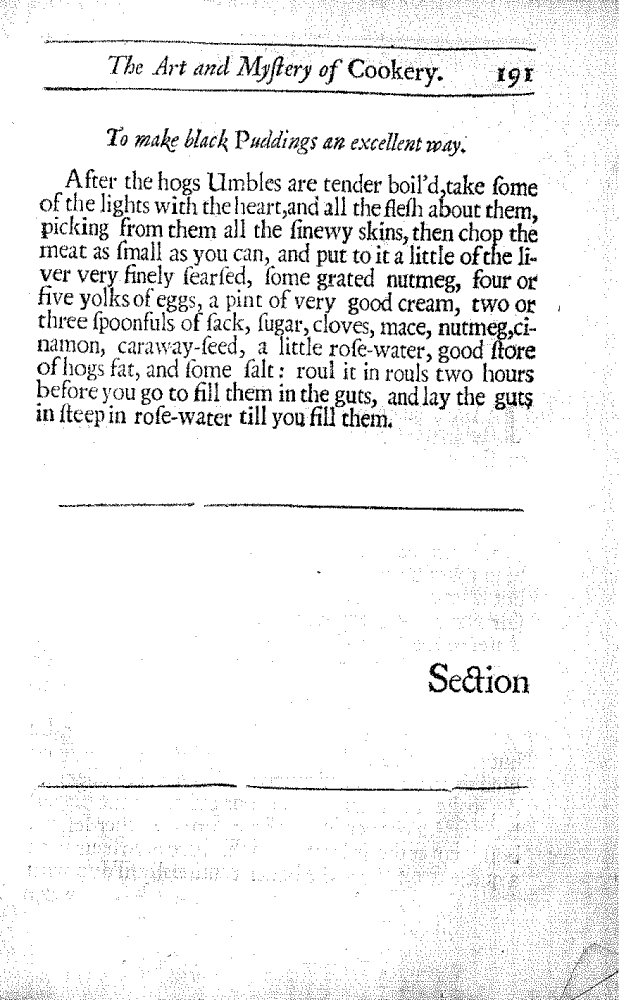 The Art and Myſtery of Cookery. 191
To make black Puddings an excellent way.
After the hogs Umbles are tender boil'd,take ſome
of the lights with the heart,and all the fleſh about them,
picking from them all the ſinewy skins, then chop the
meat as ſmall as you can, and put to it a little of the li-
ver very finely ſearſed, ſome grated nutmeg, four or
five yolks of eggs, a pint of very good cream, two or
three ſpoonfuls of ſack, ſugar, cloves, mace, nutmeg,ci-
namon, caraway-ſeed, a little roſe-water, good ſtore
of hogs fat, and ſome ſalt: roul it in rouls two hours
before you go to fill them in the guts, and lay the guts
in ſteep in roſe-water till you fill them.
Section